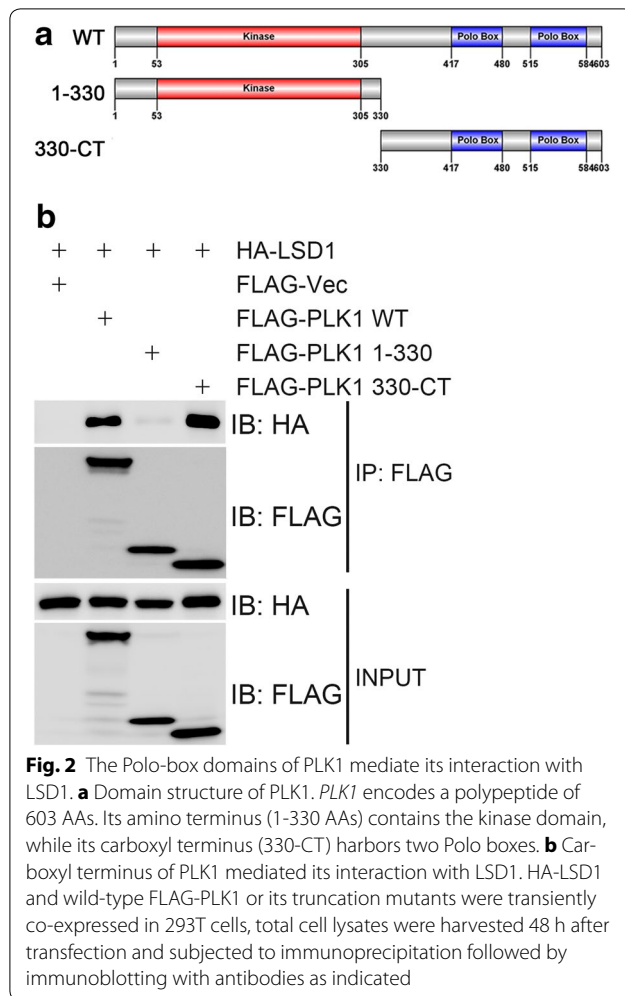 a
WT
Kinase
Polo Box
Polo Box
1
53
305
417
480
515
584603
1-330
Kinase
1
53
305
330
330-CT
Polo Box
Polo Box
330
417
480
515
584603
b
+ + + + HA-LSD1
+ FLAG-Vec
+ FLAG-PLK1 WT
+ FLAG-PLK1 1-330
+ FLAG-PLK1 330-CT
IB: HA
IP: FLAG
IB: FLAG
IB: HA
INPUT
IB: FLAG
Fig. 2 The Polo-box domains of PLK1 mediate its interaction with
LSD1. a Domain structure of PLK1. PLK1 encodes a polypeptide of
603 AAs. Its amino terminus (1-330 AAs) contains the kinase domain,
while its carboxyl terminus (330-CT) harbors two Polo boxes. b Car-
boxyl terminus of PLK1 mediated its interaction with LSD1. HA-LSD1
and wild-type FLAG-PLK1 or its truncation mutants were transiently
co-expressed in 293T cells, total cell lysates were harvested 48 h after
transfection and subjected to immunoprecipitation followed by
immunoblotting with antibodies as indicated